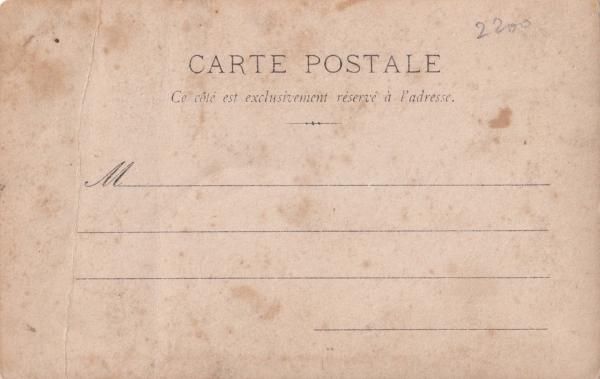 2200
CARTE POSTALE
Ce côté est exclusivement réservé à l'adresse.
M